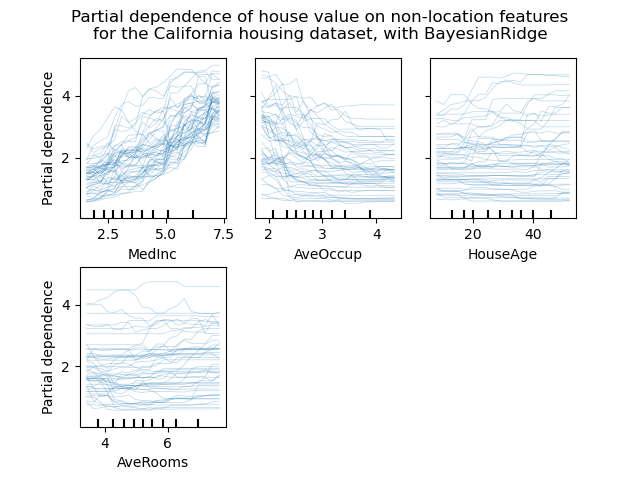 Partial dependence of house value on non-location features
for the California housing dataset, with BayesianRidge
Partial dependence
4
2
2.5 5.0 7.5
MedInc
2 3 4
AveOccup
20 40
HouseAge
Partial dependence
4
2
4 6
AveRooms